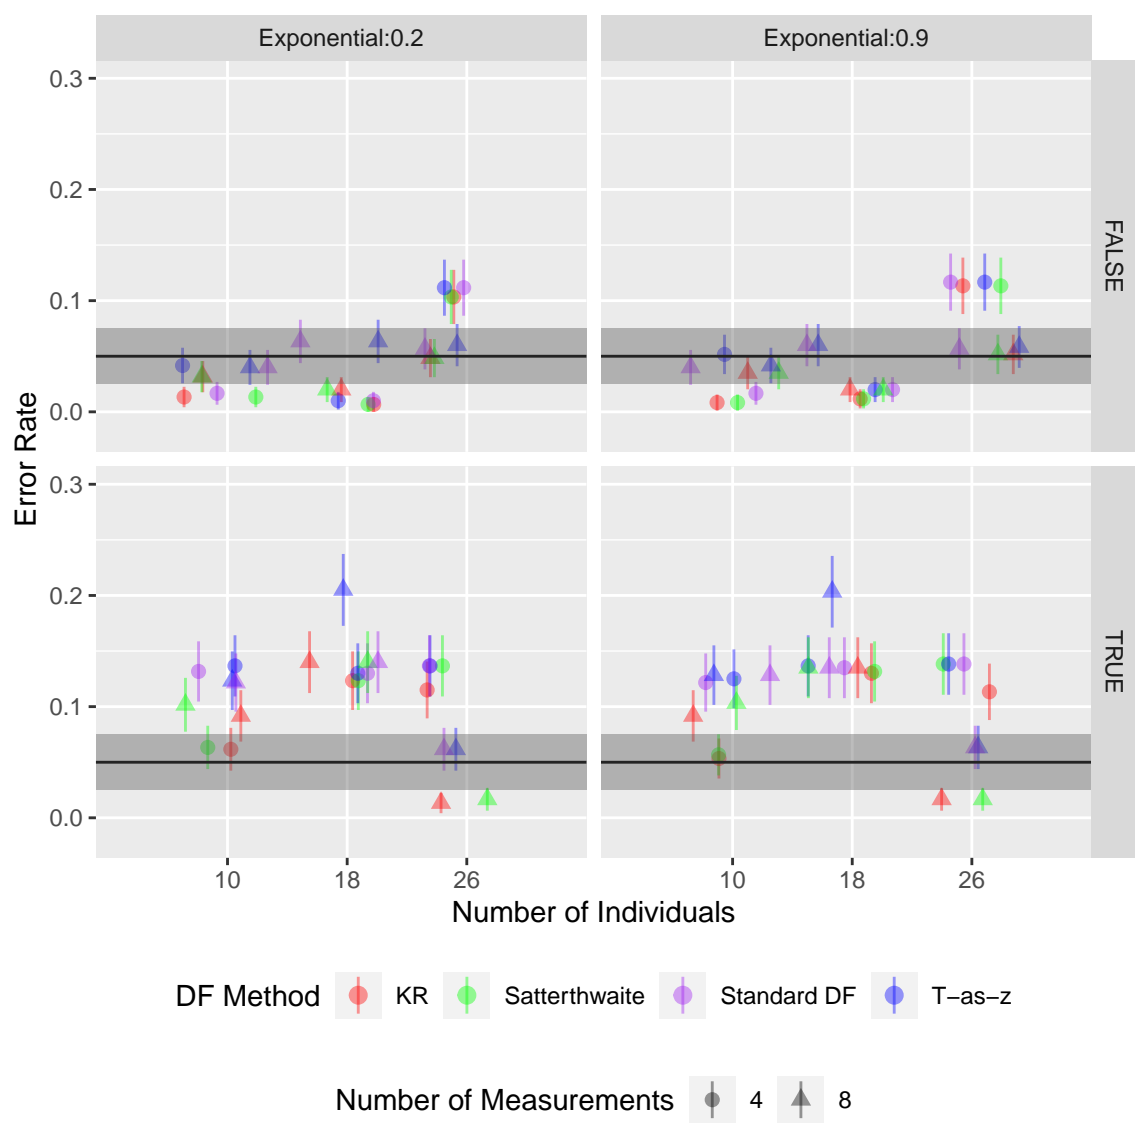 Exponential:0.2
Exponential:0.9
0.3
0.2
0.1
0.0
FALSE
Error Rate
0.3
0.2
0.1
0.0
TRUE
10 18 26 10 18 26
Number of Individuals
DF Method KR Satterthwaite Standard DF T−as−z
Number of Measurements 4 8